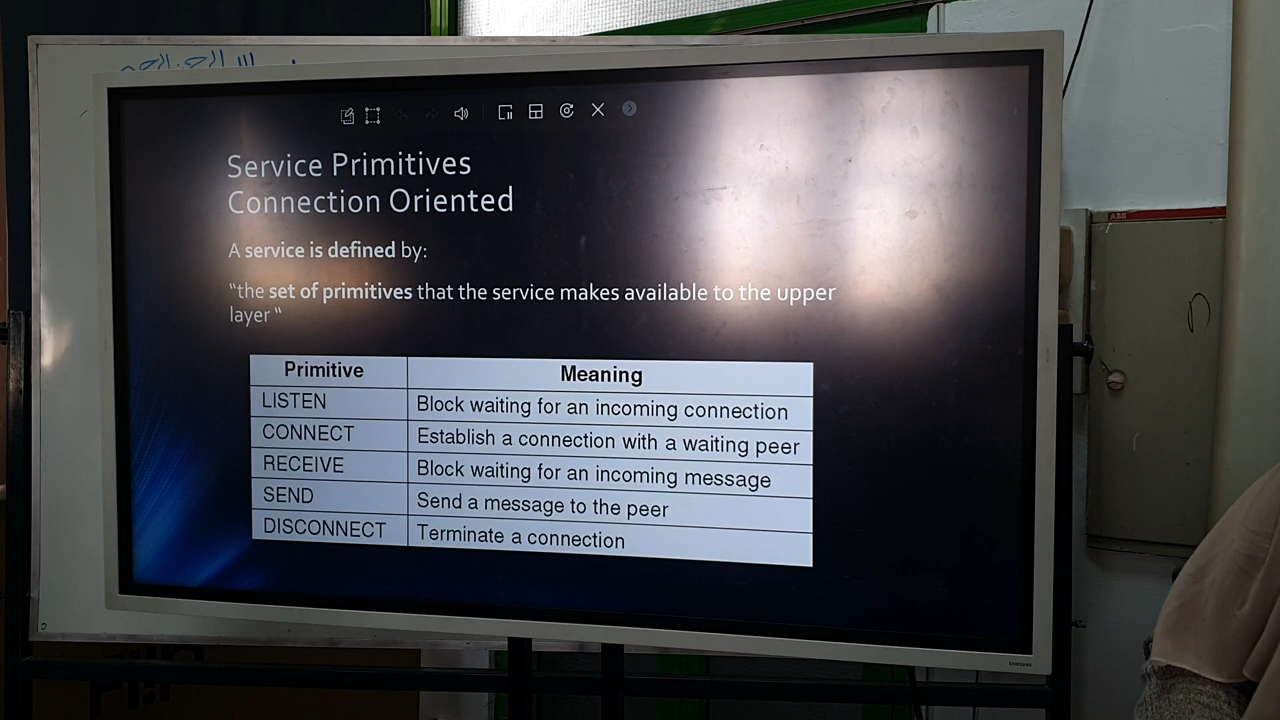 ABB
Service Primitives
Connection Oriented
A service is defined by:
“the set of primitives that the service makes available to the upper
layer “
Primitive Meaning
LISTEN Block waiting for an incoming connection
CONNECT Establish a connection with a waiting peer
RECEIVE Block waiting for an incoming message
SEND Send a message to the peer
DISCONNECT Terminate a connection
SAMSUNG